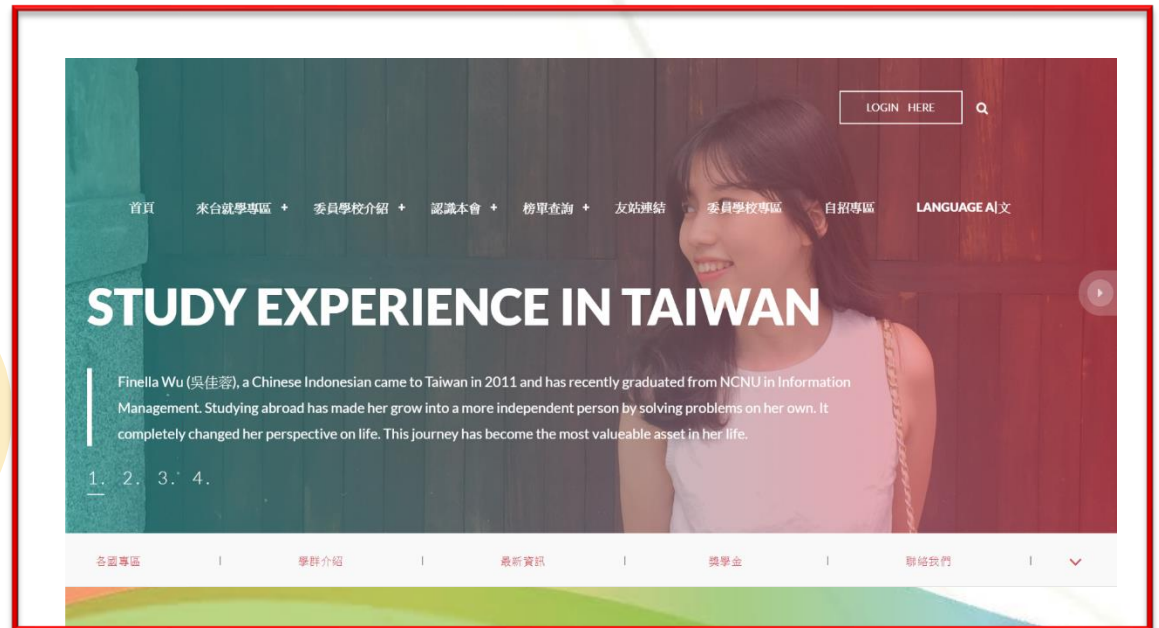 LOGIN HERE
首頁 來台就學專區 + 委員學校介紹 + 認識本會 + 榜單查詢 + 友站連結 委員學校專區 自招專區 LANGUAGE A|文
STUDY EXPERIENCE IN TAIWAN
Finella Wu (吳佳蓉), a Chinese Indonesian came to Taiwan in 2011 and has recently graduated from NCNU in Information
Management. Studying abroad has made her grow into a more independent person by solving problems on her own. It
completely changed her perspective on life. This journey has become the most valueable asset in her life.
1. 2. 3. 4.
各國專區 | 學群介紹 | 最新資訊 | 獎學金 | 聯絡我們 |